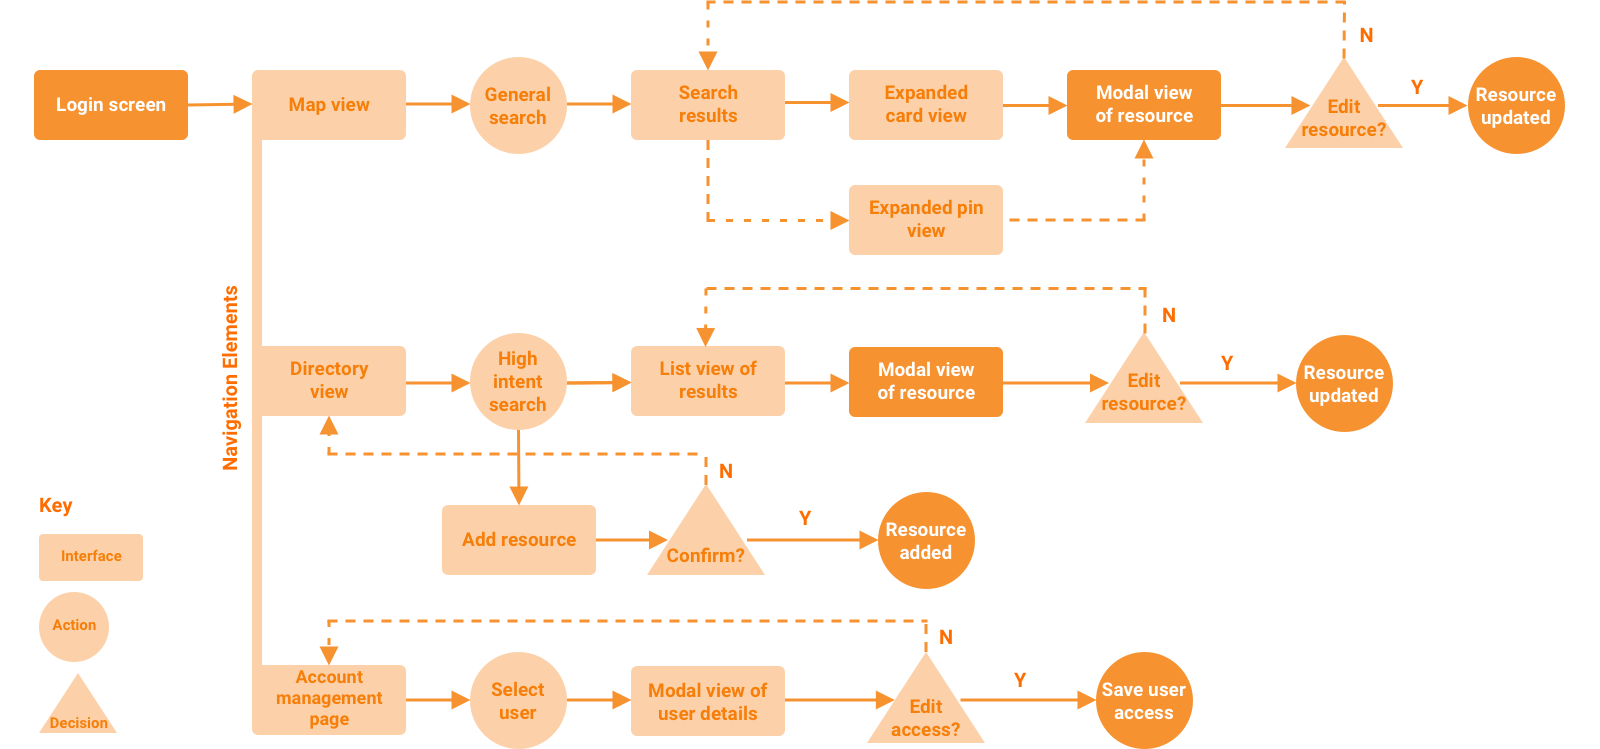 N
Login screen
Map view
General
search
Search
results
Expanded
card view
Modal view
of resource
Edit
resource?
Y
Resource
updated
Expanded pin
view
Navigation Elements
Directory
view
High
intent
search
List view of
results
Modal view
of resource
N
Edit
resource?
Y
Resource
updated
Add resource
N
Confirm?
Y
Resource
added
Key
Interface
Action
Decision
Account
management
page
Select
user
Modal view of
user details
N
Edit
access?
Y
Save user
access